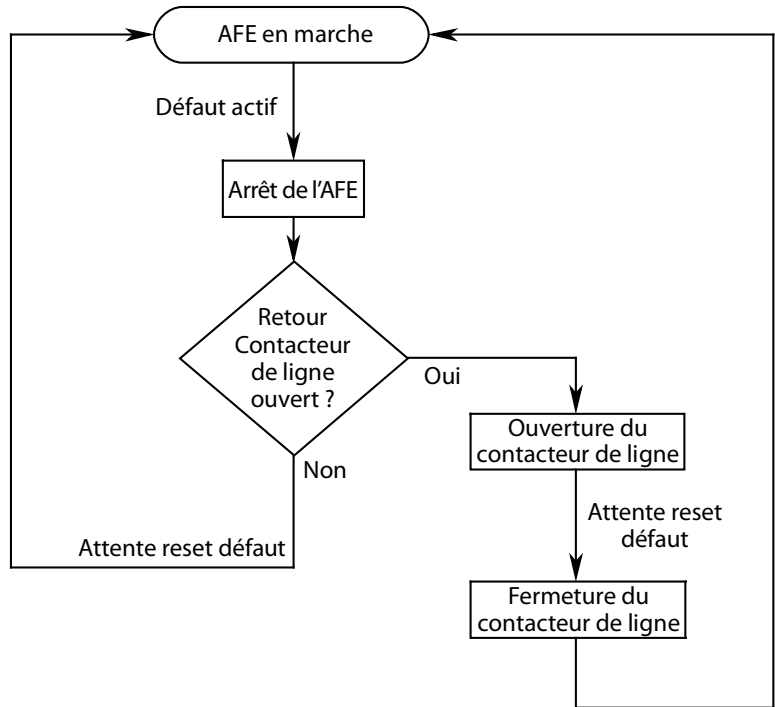 AFE en marche
Défaut actif
Arrêt de l'AFE
Retour
Contacteur
de ligne
ouvert ?
Oui
Non
Ouverture du
contacteur de ligne
Attente reset
défaut
Attente reset défaut
Fermeture du
contacteur de ligne